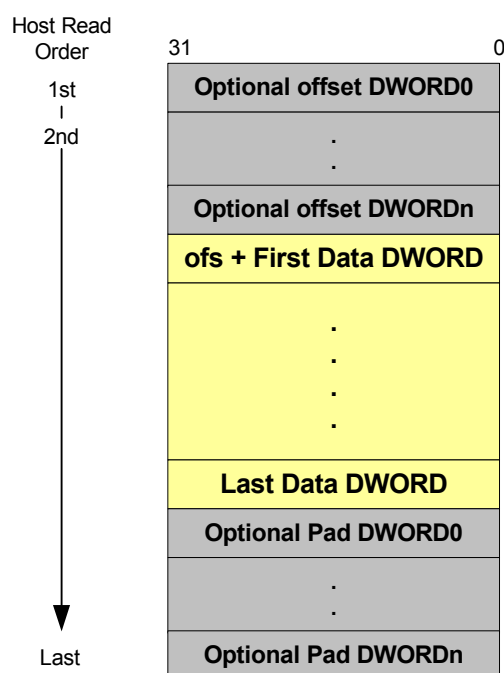 Host Read
Order
31 0
1st
Optional offset DWORD0
2nd
.
.
Optional offset DWORDn
ofs + First Data DWORD
.
.
.
.
Last Data DWORD
Optional Pad DWORD0
.
.
Last
Optional Pad DWORDn